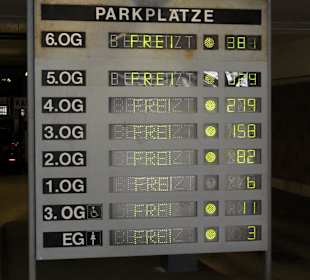 PARKPLÄTZE
6.OG FREI 381
5.OG FREI
4.OG FREI 279
3.OG FREI 158
2.OG FREI 82
1.OG FREI 6
3.OG FREI 11
EG FREI 3